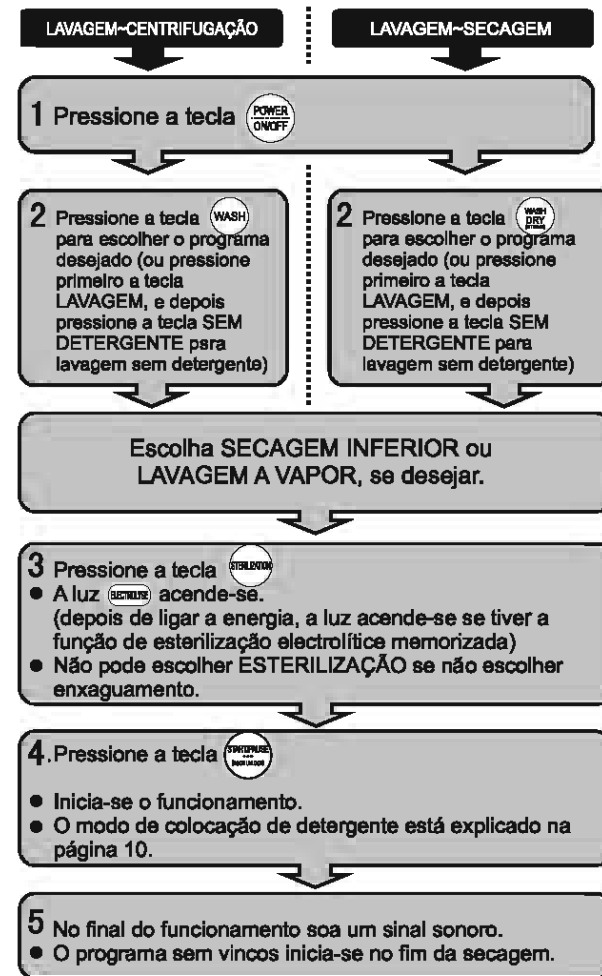 LAVAGEM~CENTRIFUGAÇÃO
LAVAGEM~SECAGEM
1 Pressione a tecla POWER ON/OFF
2 Pressione a tecla WASH
para escolher o programa
desejado (ou pressione
primeiro a tecla
LAVAGEM, e depois
pressione a tecla SEM
DETERGENTE psra
lavagem sem detergente)
2 Pressione a tecla WASH DRY
para escolher o programa
desejado (ou pressione
primeiro a tecla
LAVAGEM, e depois
pressione a tecla SEM
DETERGENTE para
lavagem sem detergente)
Escolha SECAGEM INFERIOR ou
LAVAGEM A VAPOR, se desejar.
3 Pressione a tecla STERILIZATION
● A luz ELECTROLYSE acende-se.
(depois de ligar a energia, a luz acende-se se tiver a
função de esterilização electrolítice memorizada)
● Não pode escolher ESTERILIZAÇÃO se não escolher
enxaguamento.
4.Pressione a tecla START/PAUSE
● Inicia-se o funcionamento.
● O modo de colocação de detergente está explicado na
página 10.
5 No final do funcionamento soa um sinal sonoro.
● O programa sem vincos inicia-se no fim da secagem.